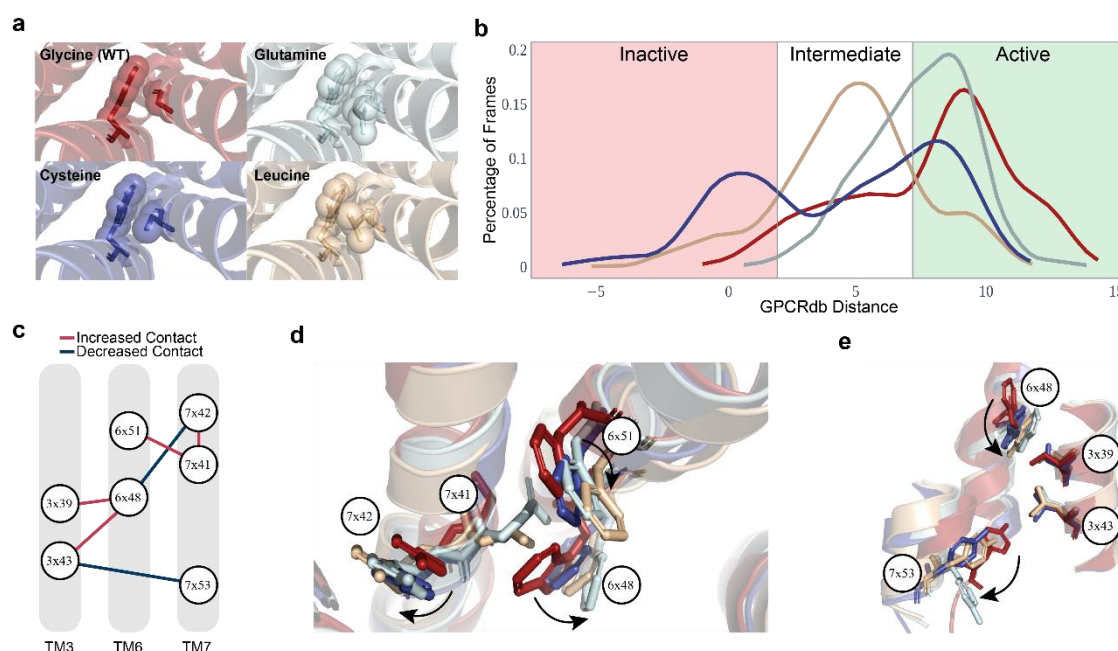 a
Glycine (WT)
Glutamine
Cysteine
Leucine
b
Inactive
Intermediate
Active
Percentage of Frames
0.2
0.15
0.1
0.05
0
−5
0
5
10
15
GPCRdb Distance
c
Increased Contact
Decreased Contact
7x42
6x51
7x41
3x39
6x48
3x43
7x53
TM3
TM6
TM7
d
6x51
7x41
7x42
6x48
e
6x48
3x39
3x43
7x53